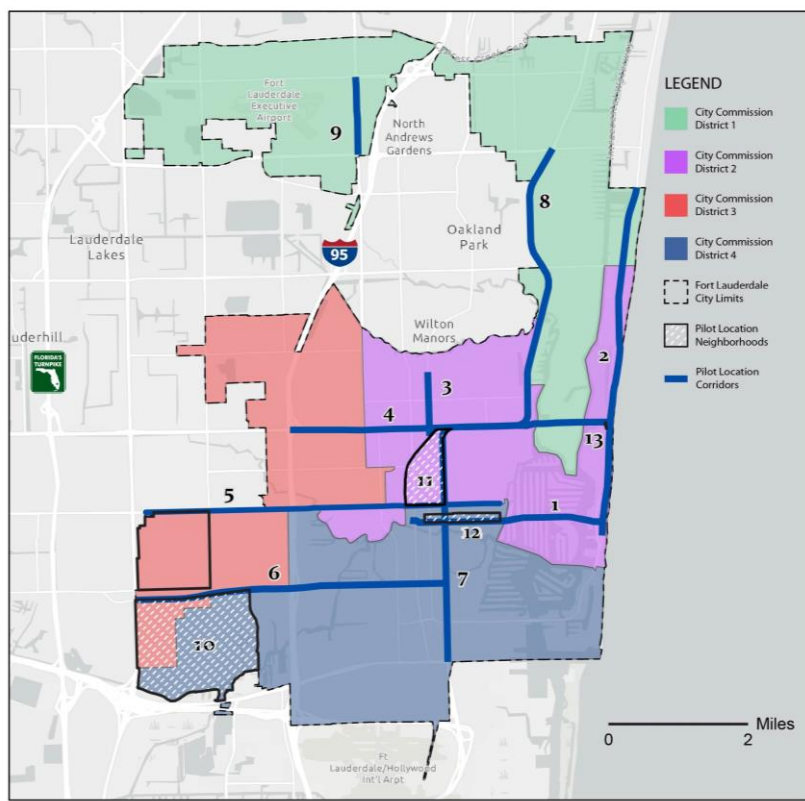 Fort
Lauderdale
Executive
Airport
9
North
Andrews
Gardens
8
Lauderdale
Lakes
95
Oakland
Park
uderhill
FLORIDA'S
TURNPIKE
Wilton
Manors
2
3
4
13
11
5
1
12
6
7
10
Ft
Lauderdale/Hollywood
Int'l Arpt
LEGEND
City Commission
District 1
City Commission
District 2
City Commission
District 3
City Commission
District 4
Fort Lauderdale
City Limits
Pilot Location
Neighborhoods
Pilot Location
Corridors
Miles
0
2